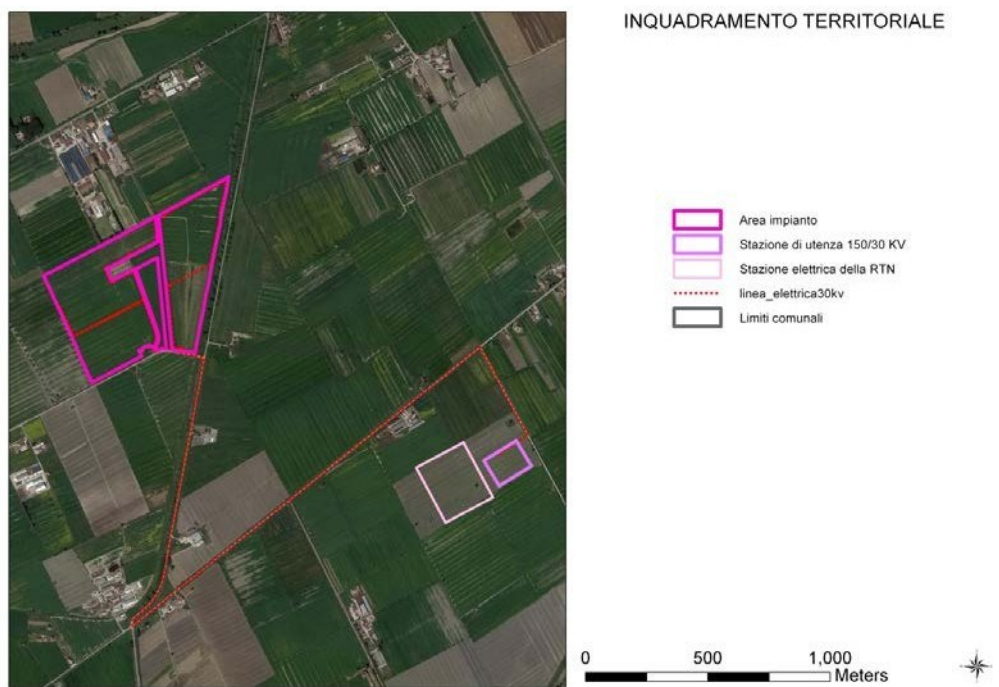 INQUADRAMENTO TERRITORIALE
Area impianto
Stazione di utenza 150/30 KV
Stazione elettrica della RTN
linea_elettrica30kv
Limiti comunali
0 500 1,000
Meters